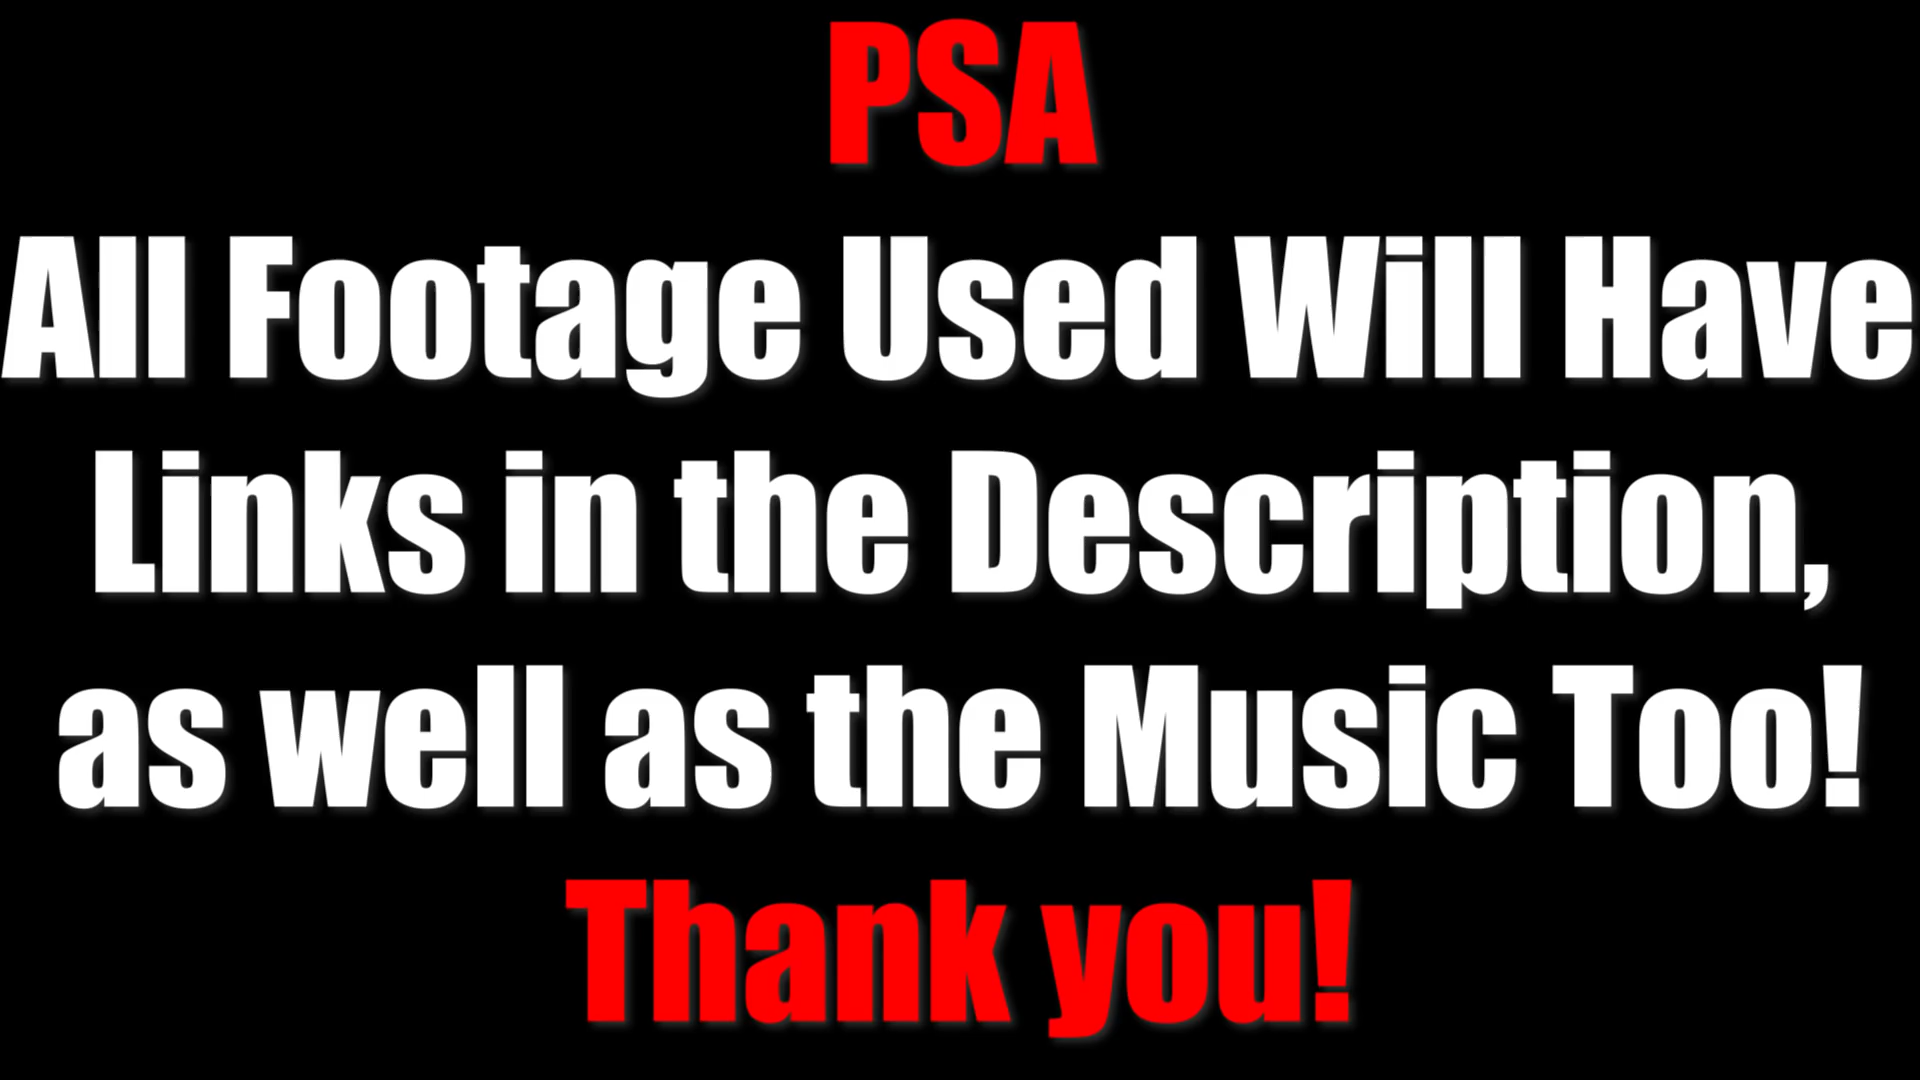 PSA
All Footage Used Will Have
Links in the Description,
as well as the Music Too!
Thank you!